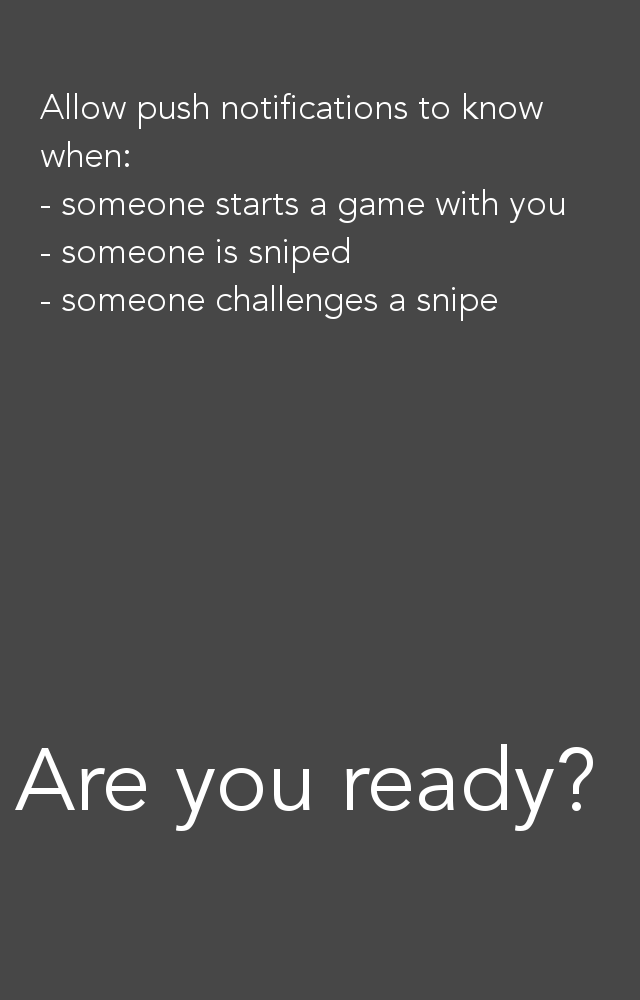 Allow push notifications to know
when:
- someone starts a game with you
- someone is sniped
- someone challenges a snipe
Are you ready?